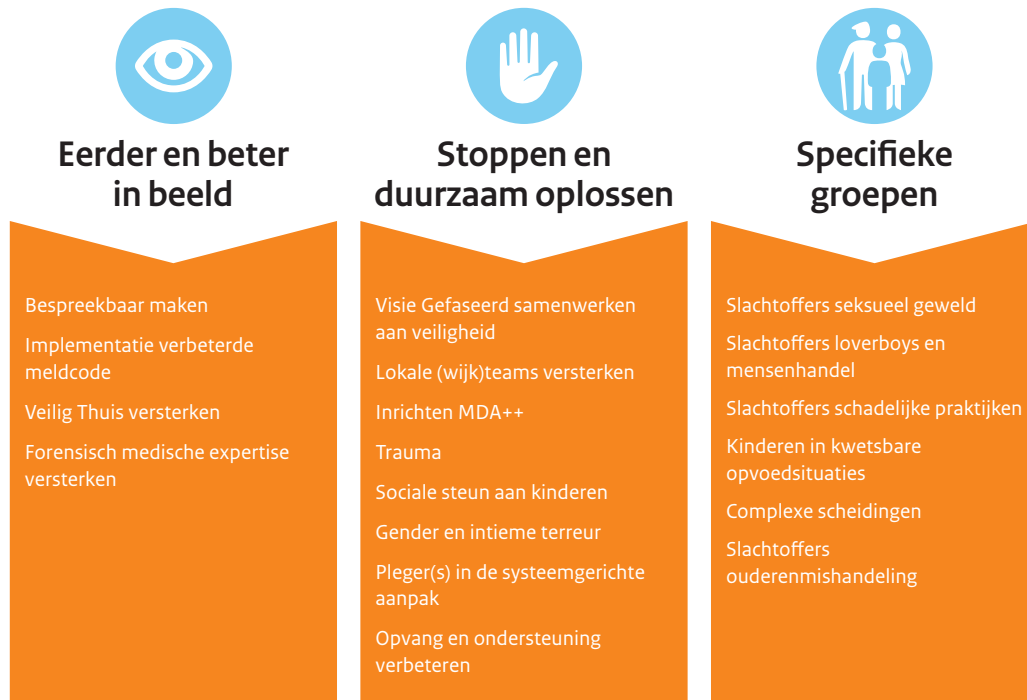 Eerder en beter
in beeld
Bespreekbaar maken
Implementatie verbeterde
meldcode
Veilig Thuis versterken
Forensisch medische expertise
versterken
Stoppen en
duurzaam oplossen
Visie Gefaseerd samenwerken
aan veiligheid
Lokale (wijk)teams versterken
Inrichten MDA++
Trauma
Sociale steun aan kinderen
Gender en intieme terreur
Pleger(s) in de systeemgerichte
aanpak
Opvang en ondersteuning
verbeteren
Specifieke
groepen
Slachtoffers seksueel geweld
Slachtoffers loverboys en
mensenhandel
Slachtoffers schadelijke praktijken
Kinderen in kwetsbare
opvoedsituaties
Complexe scheidingen
Slachtoffers
ouderenmishandeling